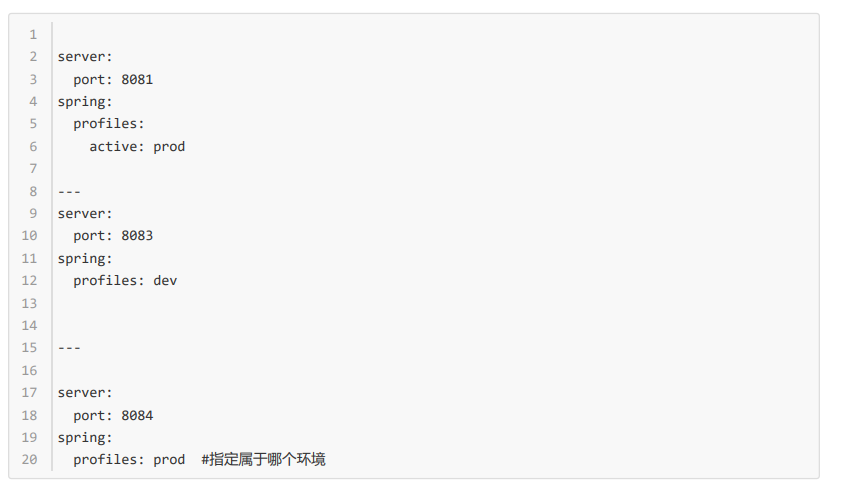 1
2 server:
3   port: 8081
4 spring:
5   profiles:
6     active: prod
7
8 ---
9 server:
10   port: 8083
11 spring:
12   profiles: dev
13
14
15 ---
16
17 server:
18   port: 8084
19 spring:
20   profiles: prod  #指定属于哪个环境